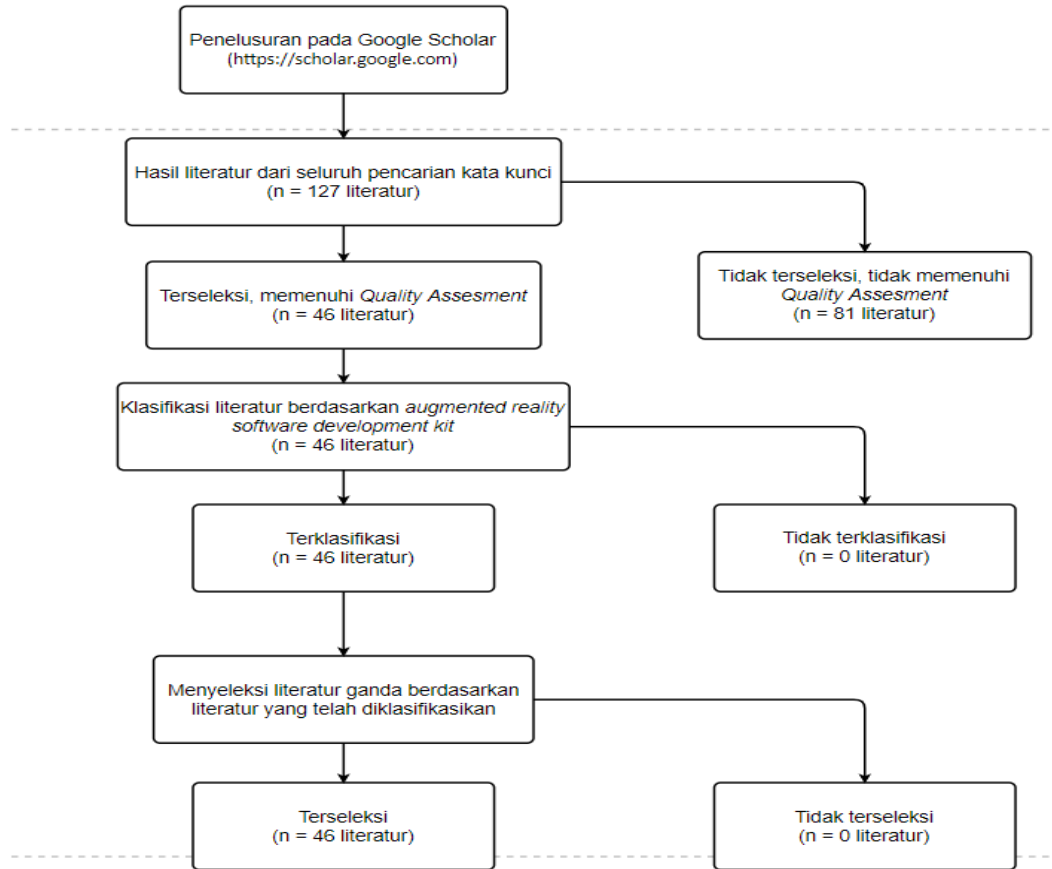 Penelusuran pada Google Scholar
(https://scholar.google.com)
Hasil literatur dari seluruh pencarian kata kunci
(n = 127 literatur)
Terseleksi, memenuhi Quality Assesment
(n = 46 literatur)
Tidak terseleksi, tidak memenuhi
Quality Assesment
(n = 81 literatur)
Klasifikasi literatur berdasarkan augmented reality
software development kit
(n = 46 literatur)
Terklasifikasi
(n = 46 literatur)
Tidak terklasifikasi
(n = 0 literatur)
Menyeleksi literatur ganda berdasarkan
literatur yang telah diklasifikasikan
Terseleksi
(n = 46 literatur)
Tidak terseleksi
(n = 0 literatur)